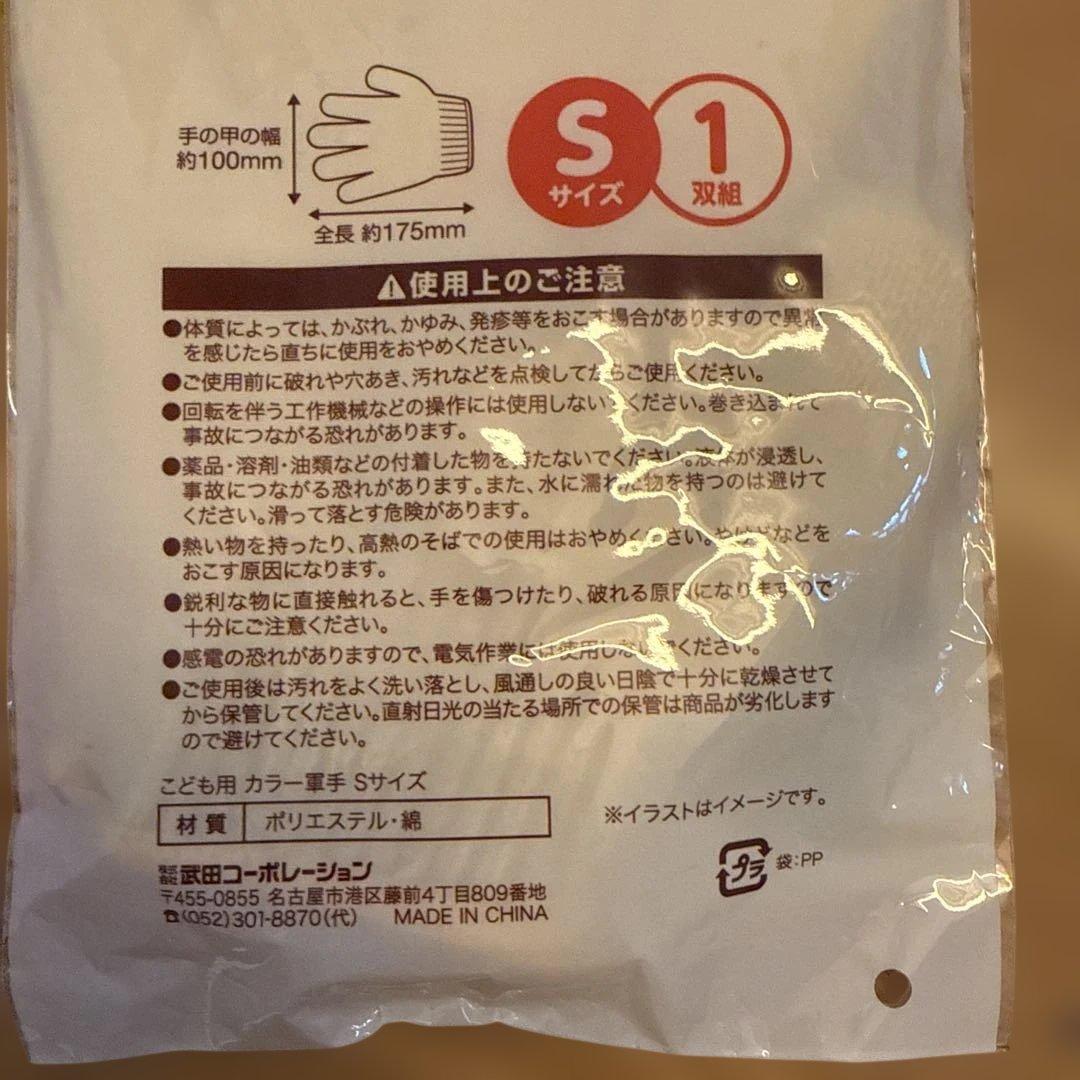 手の甲の幅
約100mm
全長 約175mm
S
サイズ
1
双組
使用上のご注意
●体質によっては、かぶれ、かゆみ、発疹等をおこす場合がありますので異常
を感じたら直ちに使用をおやめください。
●ご使用前に破れや穴あき、汚れなどを点検してからご使用ください。
●回転を伴う工作機械などの操作には使用しないでください。巻き込まれて
事故につながる恐れがあります。
●薬品・溶剤・油類などの付着した物を持たないでください。液体が浸透し、
事故につながる恐れがあります。また、水に濡れた物を持つのは避けて
ください。滑って落とす危険があります。
●熱い物を持ったり、高熱のそばでの使用はおやめください。やけどなどを
おこす原因になります。
●鋭利な物に直接触れると、手を傷つけたり、破れる原因になりますので
十分にご注意ください。
●感電の恐れがありますので、電気作業には使用しないでください。
●ご使用後は汚れをよく洗い落とし、風通しの良い日陰で十分に乾燥させて
から保管してください。直射日光の当たる場所での保管は商品が劣化します
ので避けてください。
こども用 カラー軍手 Sサイズ
材質 ポリエステル・綿
※イラストはイメージです。
プラ 袋:PP
株式会社 武田コーポレーション
〒455-0855 名古屋市港区藤前4丁目809番地
☎(052)301-8870(代) MADE IN CHINA